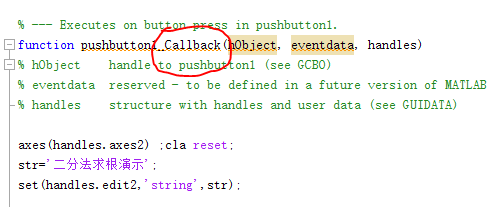 % --- Executes on button press in pushbutton1.
function pushbutton1_Callback(hObject, eventdata, handles)
% hObject    handle to pushbutton1 (see GCBO)
% eventdata  reserved - to be defined in a future version of MATLAB
% handles    structure with handles and user data (see GUIDATA)
axes(handles.axes2) ;cla reset;
str='二分法求根演示';
set(handles.edit2,'string',str);